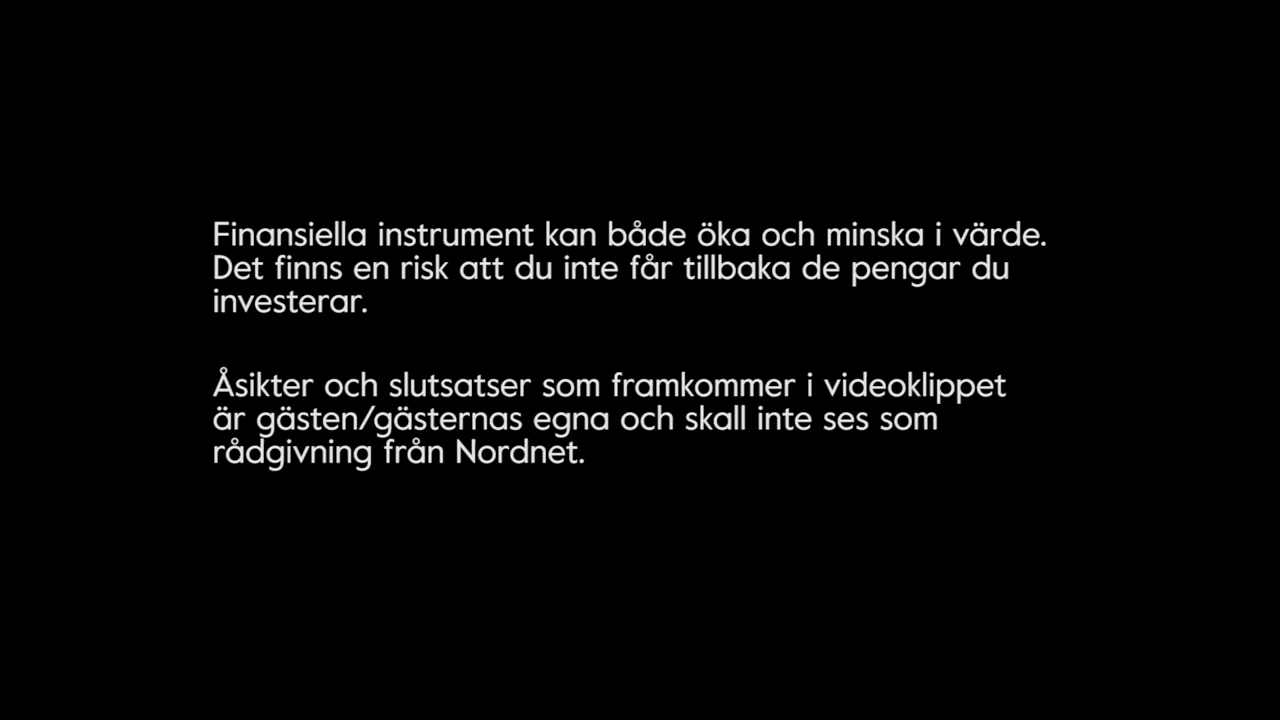 Finansiella instrument kan både öka och minska i värde.
Det finns en risk att du inte får tillbaka de pengar du
investerar.
Åsikter och slutsatser som framkommer i videoklippet
är gästen/gästernas egna och skall inte ses som
rådgivning från Nordnet.